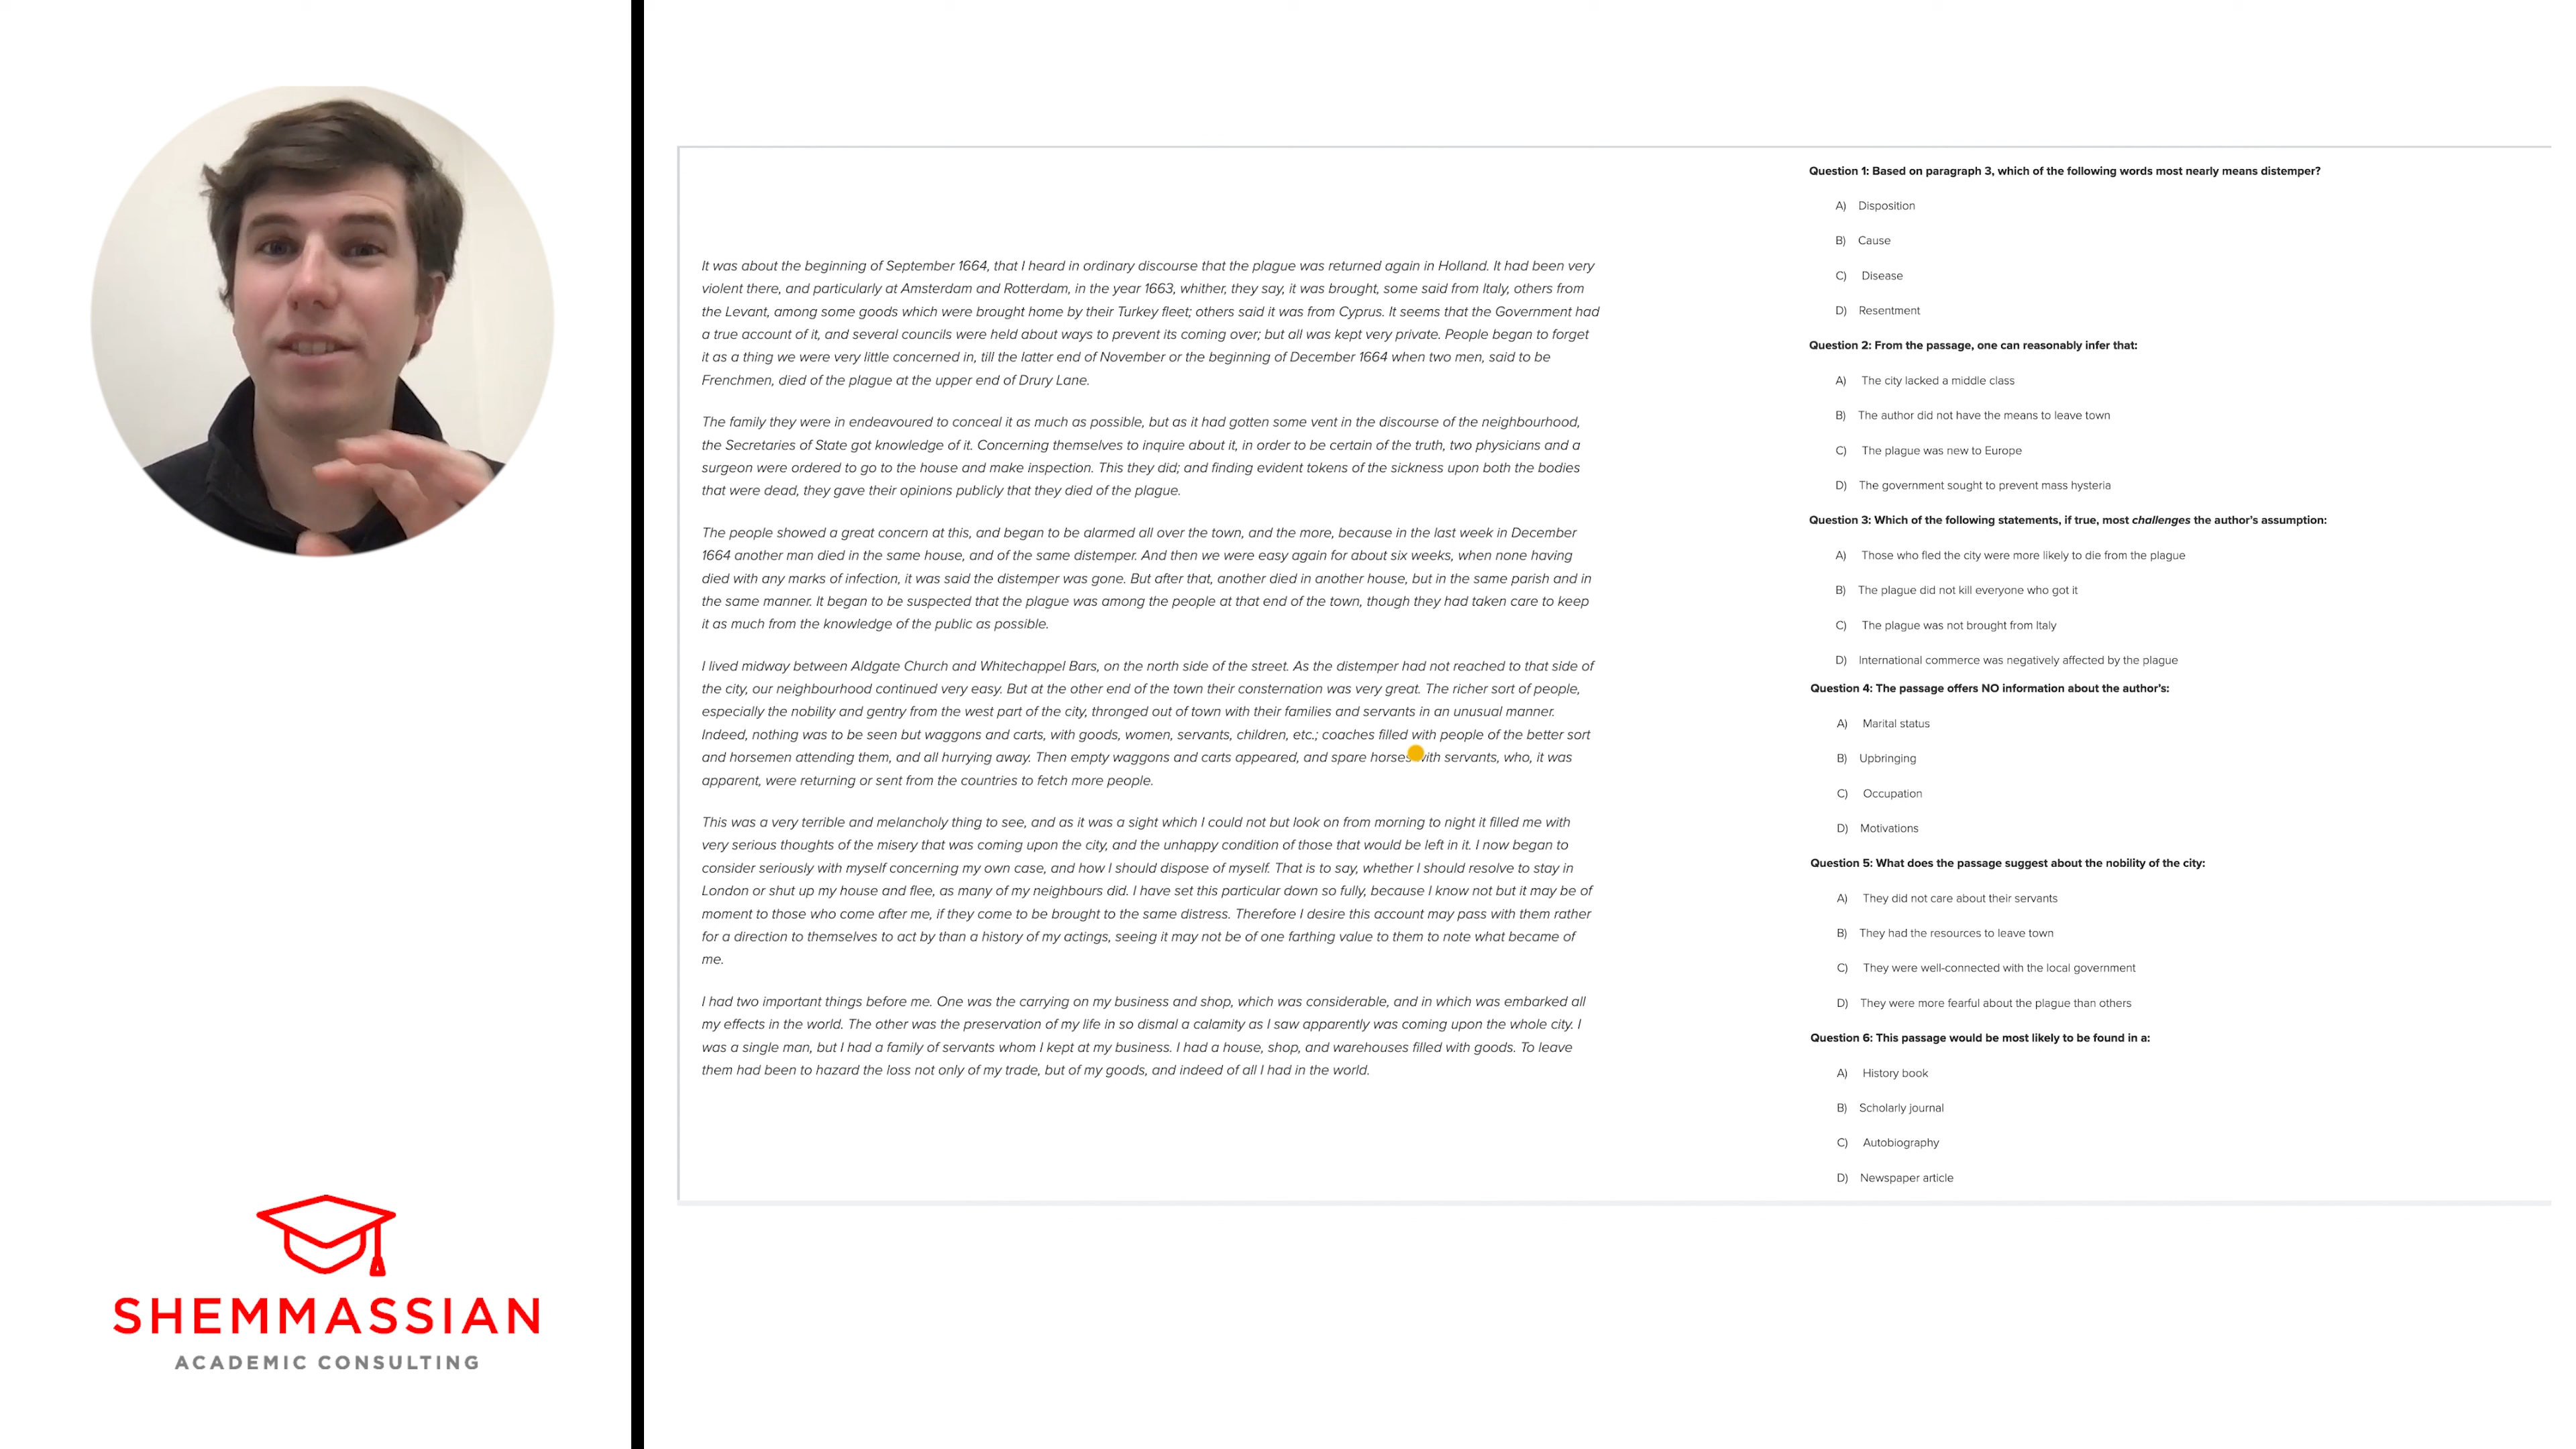 It was about the beginning of September 1664, that I heard in ordinary discourse that the plague was returned again in Holland. It had been very
violent there, and particularly at Amsterdam and Rotterdam, in the year 1663, whither, they say, it was brought, some said from Italy, others from
the Levant, among some goods which were brought home by their Turkey fleet; others said it was from Cyprus. It seems that the Government had
a true account of it, and several councils were held about ways to prevent its coming over; but all was kept very private. People began to forget
it as a thing we were very little concerned in, till the latter end of November or the beginning of December 1664 when two men, said to be
Frenchmen, died of the plague at the upper end of Drury Lane.
The family they were in endeavoured to conceal it as much as possible, but as it had gotten some vent in the discourse of the neighbourhood,
the Secretaries of State got knowledge of it. Concerning themselves to inquire about it, in order to be certain of the truth, two physicians and a
surgeon were ordered to go to the house and make inspection. This they did; and finding evident tokens of the sickness upon both the bodies
that were dead, they gave their opinions publicly that they died of the plague.
The people showed a great concern at this, and began to be alarmed all over the town, and the more, because in the last week in December
1664 another man died in the same house, and of the same distemper. And then we were easy again for about six weeks, when none having
died with any marks of infection, it was said the distemper was gone. But after that, another died in another house, but in the same parish and in
the same manner. It began to be suspected that the plague was among the people at that end of the town, though they had taken care to keep
it as much from the knowledge of the public as possible.
I lived midway between Aldgate Church and Whitechappel Bars, on the north side of the street. As the distemper had not reached to that side of
the city, our neighbourhood continued very easy. But at the other end of the town their consternation was very great. The richer sort of people,
especially the nobility and gentry from the west part of the city, thronged out of town with their families and servants in an unusual manner.
Indeed, nothing was to be seen but waggons and carts, with goods, women, servants, children, etc.; coaches filled with people of the better sort
and horsemen attending them, and all hurrying away. Then empty waggons and carts appeared, and spare horses with servants, who, it was
apparent, were returning or sent from the countries to fetch more people.
This was a very terrible and melancholy thing to see, and as it was a sight which I could not but look on from morning to night it filled me with
very serious thoughts of the misery that was coming upon the city, and the unhappy condition of those that would be left in it. I now began to
consider seriously with myself concerning my own case, and how I should dispose of myself. That is to say, whether I should resolve to stay in
London or shut up my house and flee, as many of my neighbours did. I have set this particular down so fully, because I know not but it may be of
moment to those who come after me, if they come to be brought to the same distress. Therefore I desire this account may pass with them rather
for a direction to themselves to act by than a history of my actings, seeing it may not be of one farthing value to them to note what became of
me.
I had two important things before me. One was the carrying on my business and shop, which was considerable, and in which was embarked all
my effects in the world. The other was the preservation of my life in so dismal a calamity as I saw apparently was coming upon the whole city. I
was a single man, but I had a family of servants whom I kept at my business. I had a house, shop, and warehouses filled with goods. To leave
them had been to hazard the loss not only of my trade, but of my goods, and indeed of all I had in the world.
Question 1: Based on paragraph 3, which of the following words most nearly means distemper?
A) Disposition
B) Cause
C) Disease
D) Resentment
Question 2: From the passage, one can reasonably infer that:
A) The city lacked a middle class
B) The author did not have the means to leave town
C) The plague was new to Europe
D) The government sought to prevent mass hysteria
Question 3: Which of the following statements, if true, most challenges the author's assumption:
A) Those who fled the city were more likely to die from the plague
B) The plague did not kill everyone who got it
C) The plague was not brought from Italy
D) International commerce was negatively affected by the plague
Question 4: The passage offers NO information about the author's:
A) Marital status
B) Upbringing
C) Occupation
D) Motivations
Question 5: What does the passage suggest about the nobility of the city:
A) They did not care about their servants
B) They had the resources to leave town
C) They were well-connected with the local government
D) They were more fearful about the plague than others
Question 6: This passage would be most likely to be found in a:
A) History book
B) Scholarly journal
C) Autobiography
D) Newspaper article
SHEMMASSIAN
ACADEMIC CONSULTING